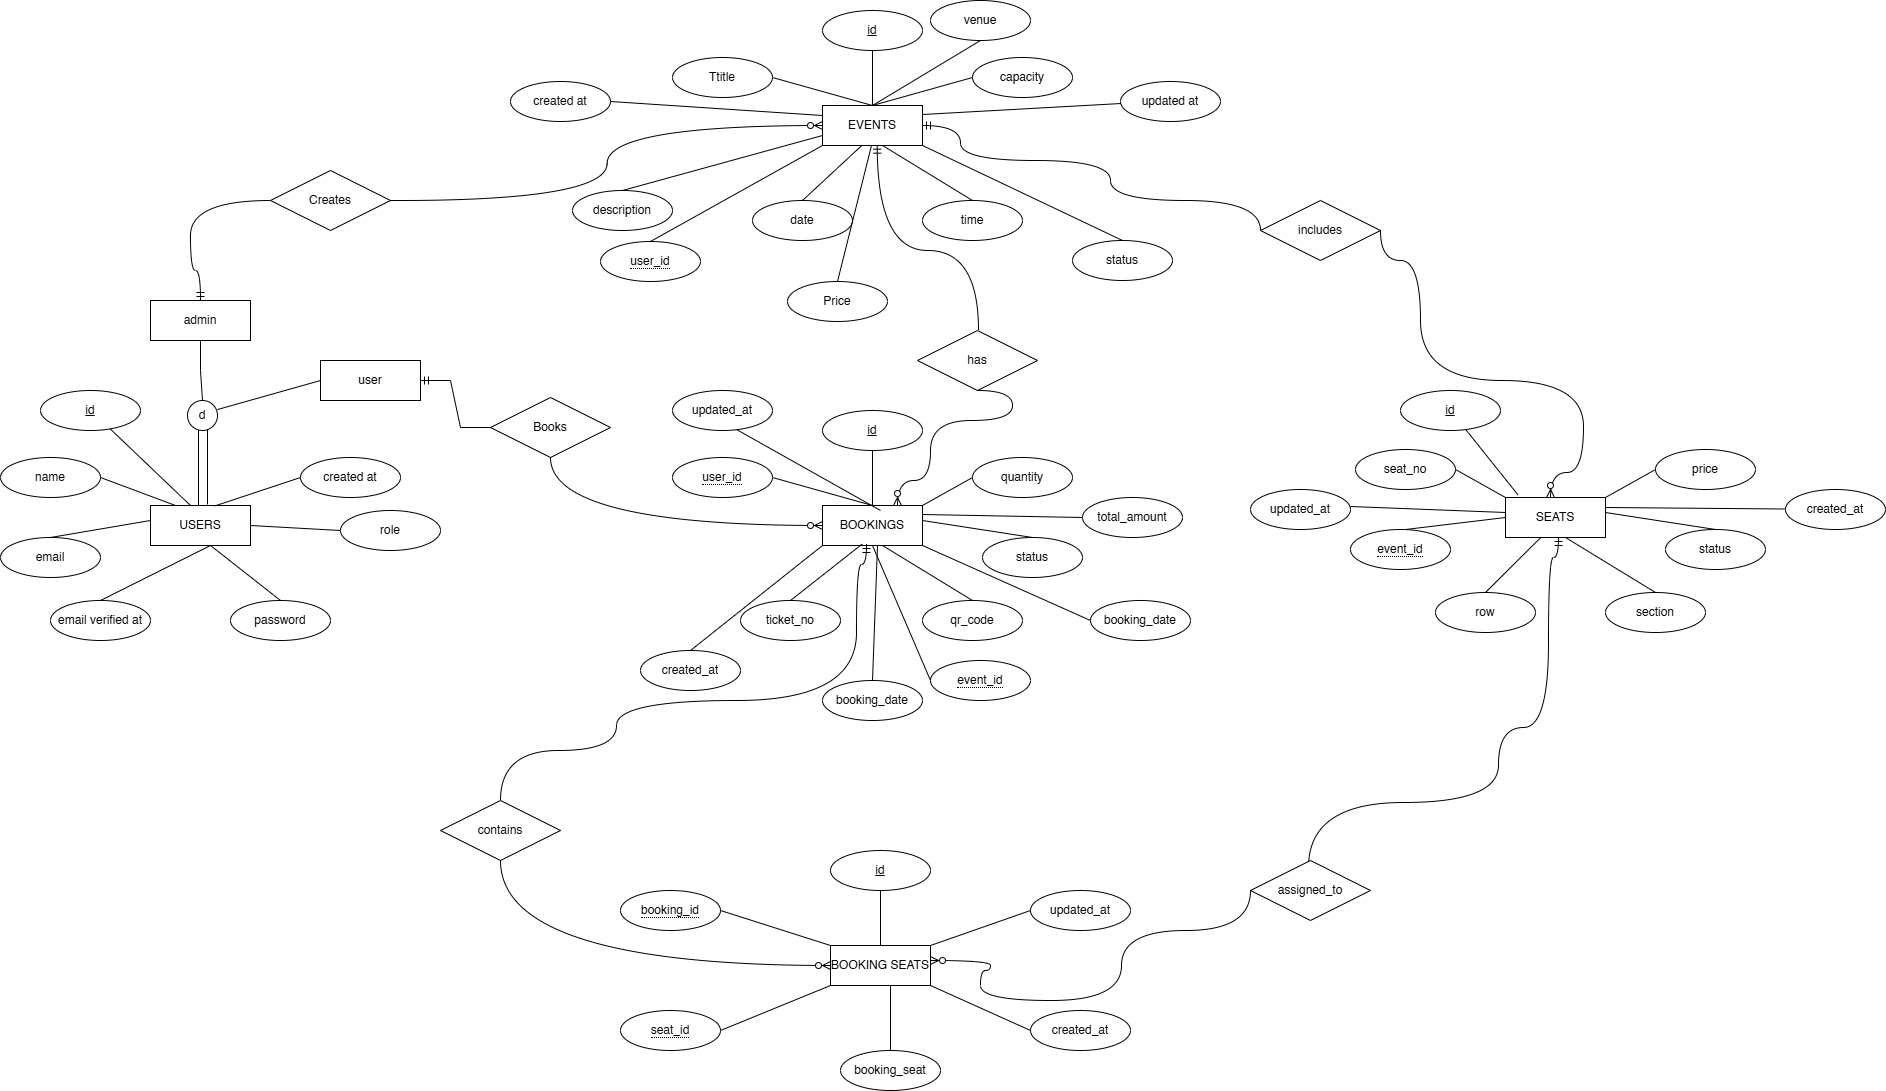 id
venue
Ttitle
capacity
created at
updated at
EVENTS
Creates
description
date
time
includes
user_id
status
Price
admin
has
user
id
d
Books
updated_at
id
id
name
created at
user_id
quantity
seat_no
price
USERS
role
BOOKINGS
total_amount
updated_at
SEATS
created_at
email
status
event_id
status
email verified at
password
ticket_no
qr_code
booking_date
row
section
created_at
booking_date
event_id
contains
id
assigned_to
booking_id
updated_at
BOOKING SEATS
seat_id
created_at
booking_seat